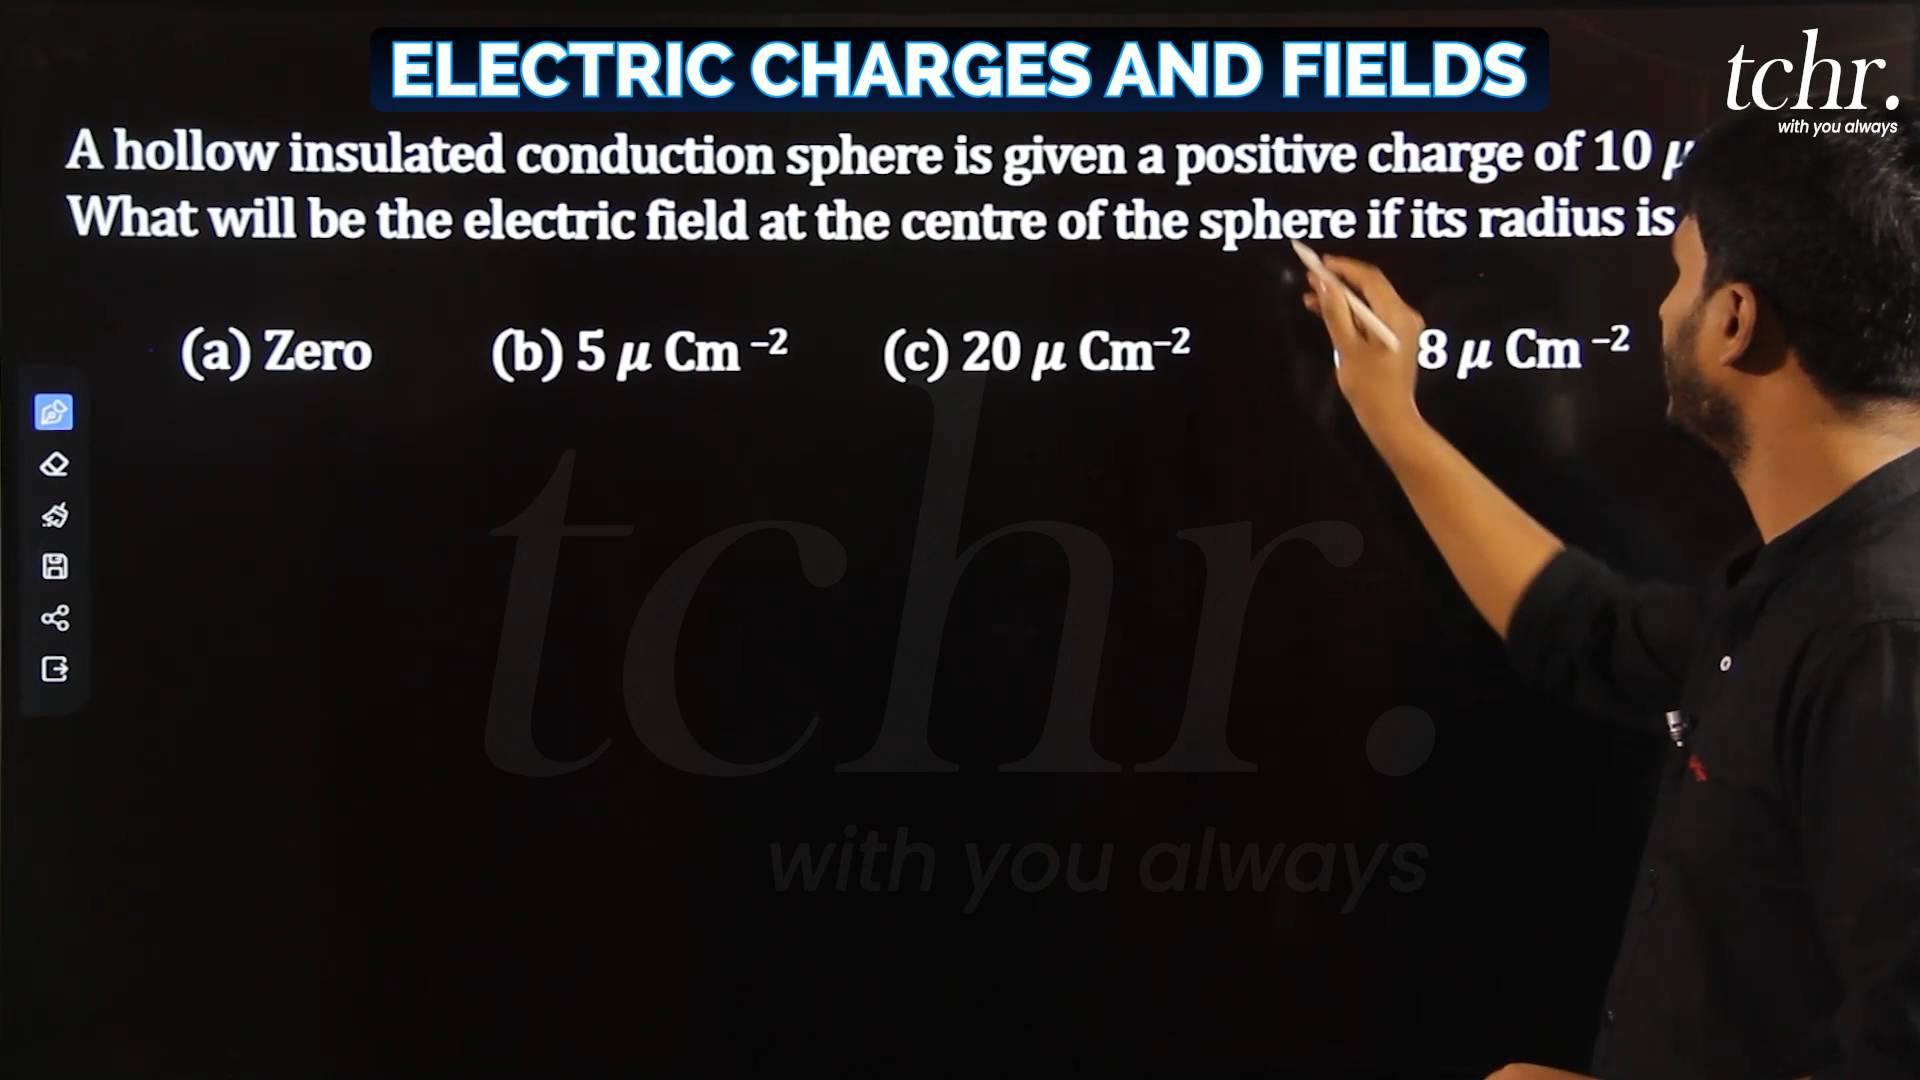 ELECTRIC CHARGES AND FIELDS
tchr.
with you always
A hollow insulated conduction sphere is given a positive charge of 10 μ
What will be the electric field at the centre of the sphere if its radius is
(a) Zero (b) 5 μ Cm⁻² (c) 20 μ Cm⁻² 8 μ Cm⁻²
tchr.
with you always